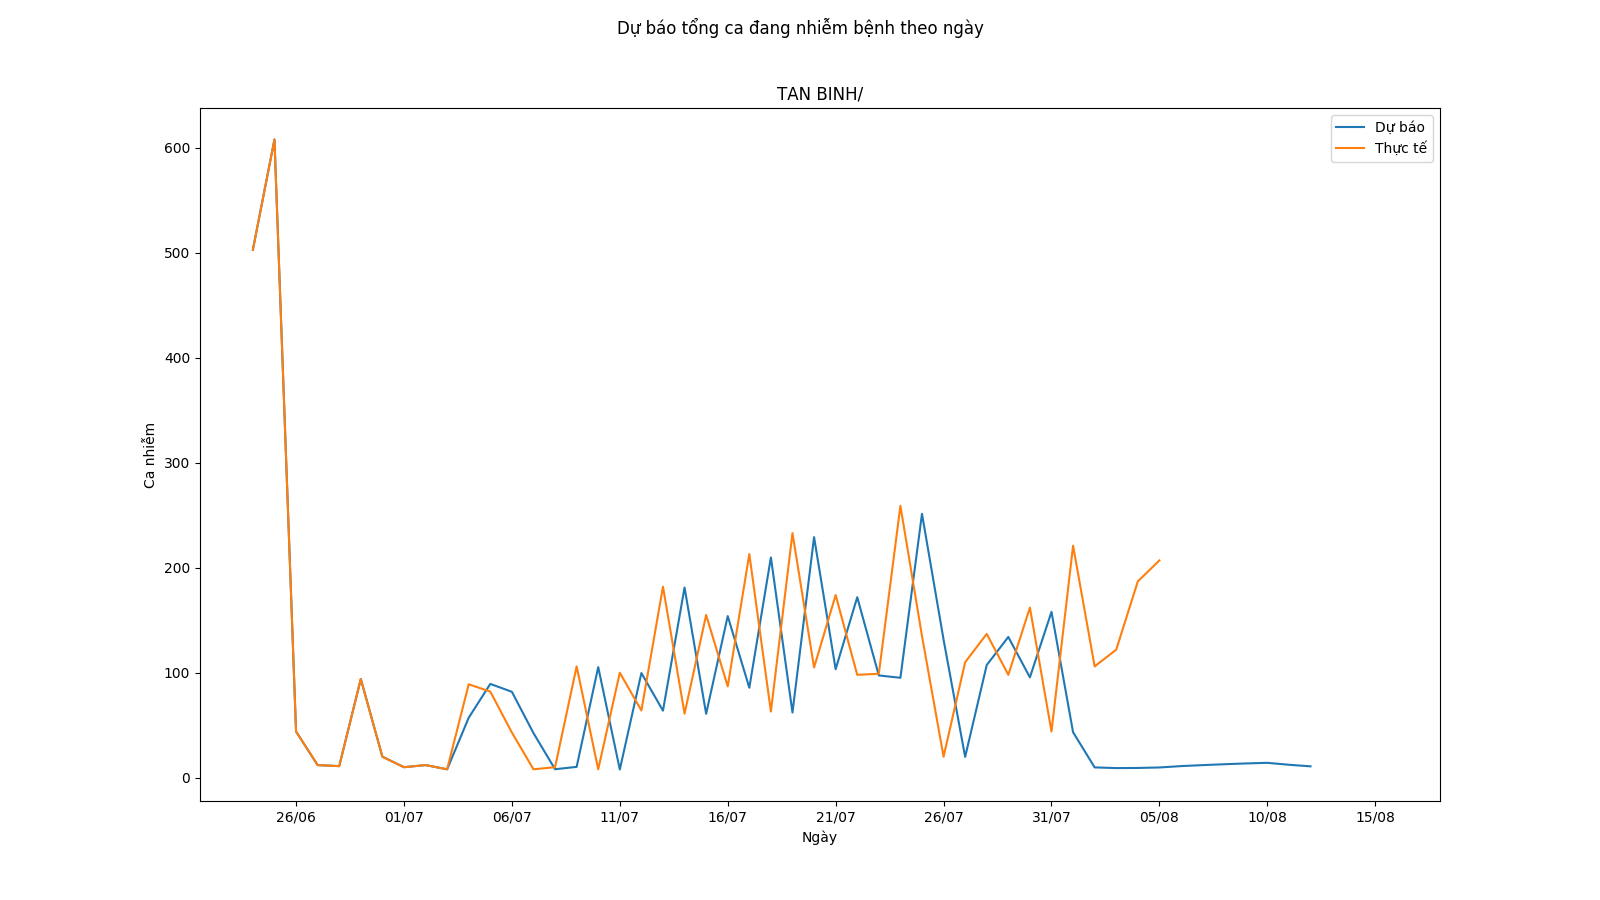 Dự báo tổng ca đang nhiễm bệnh theo ngày
TAN BINH/
Dự báo
Thực tế
600
500
400
300
200
100
0
Ca nhiễm
26/06 01/07 06/07 11/07 16/07 21/07 26/07 31/07 05/08 10/08 15/08
Ngày